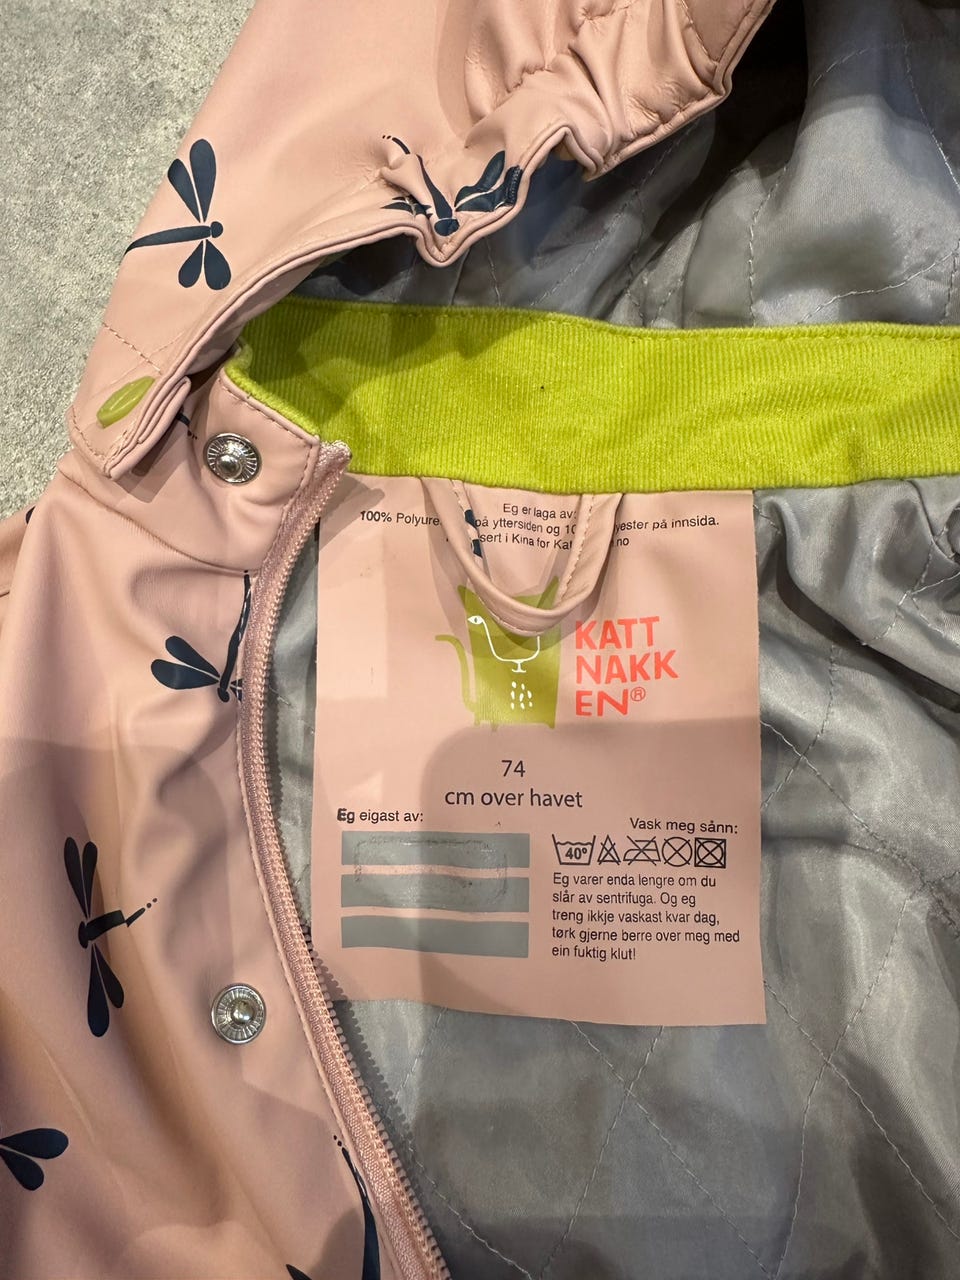 Eg er laga av:
100% Polyure på yttersiden og 10 yester på innsida.
sert i Kina for Kat no
KATT
NAKK
EN®
74
cm over havet
Eg eigast av:
Vask meg sånn:
40°
Eg varer enda lengre om du
slår av sentrifuga. Og eg
treng ikkje vaskast kvar dag,
tørk gjerne berre over meg med
ein fuktig klut!